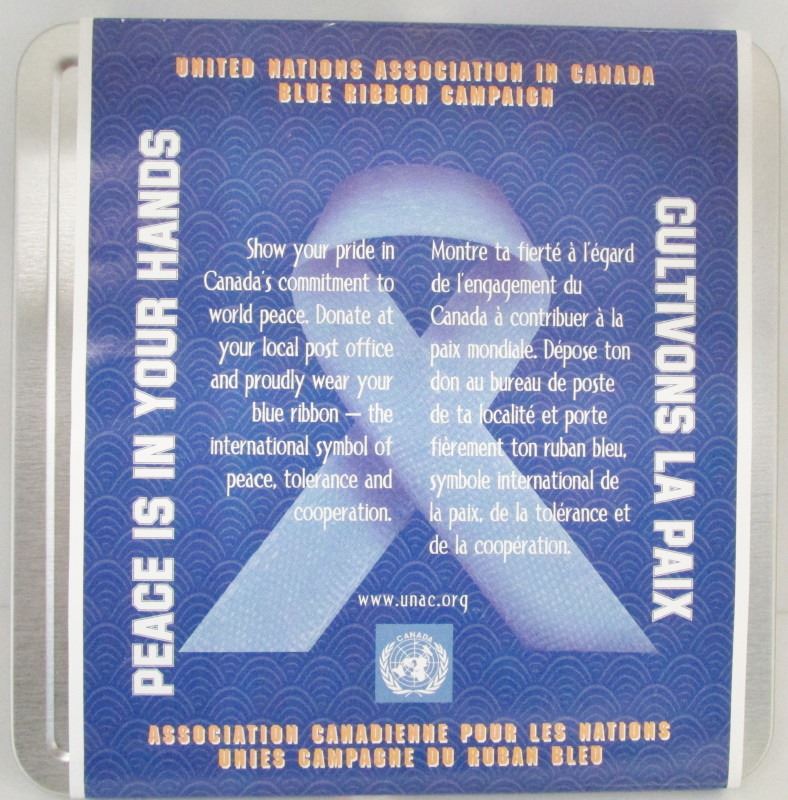 UNITED NATIONS ASSOCIATION IN CANADA
BLUE RIBBON CAMPAIGN
PEACE IS IN YOUR HANDS
Show your pride in
Canada's commitment to
world peace. Donate at
your local post office
and proudly wear your
blue ribbon – the
international symbol of
peace, tolerance and
cooperation.
Montre ta fierté à l'égard
de l'engagement du
Canada à contribuer à la
paix mondiale. Dépose ton
don au bureau de poste
de ta localité et porte
fièrement ton ruban bleu,
symbole international de
la paix, de la tolérance et
de la coopération.
CULTIVONS LA PAIX
www.unac.org
CANADA
ASSOCIATION CANADIENNE POUR LES NATIONS
UNIES CAMPAGNE DU RUBAN BLEU